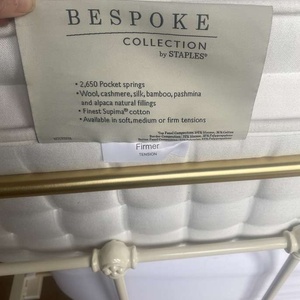 BESPOKE
COLLECTION
by STAPLES®
• 2,650 Pocket springs
• Wool, cashmere, silk, bamboo, pashmina
and alpaca natural fillings
• Finest Supima® cotton
• Available in soft, medium or firm tensions
Firmer
TENSION